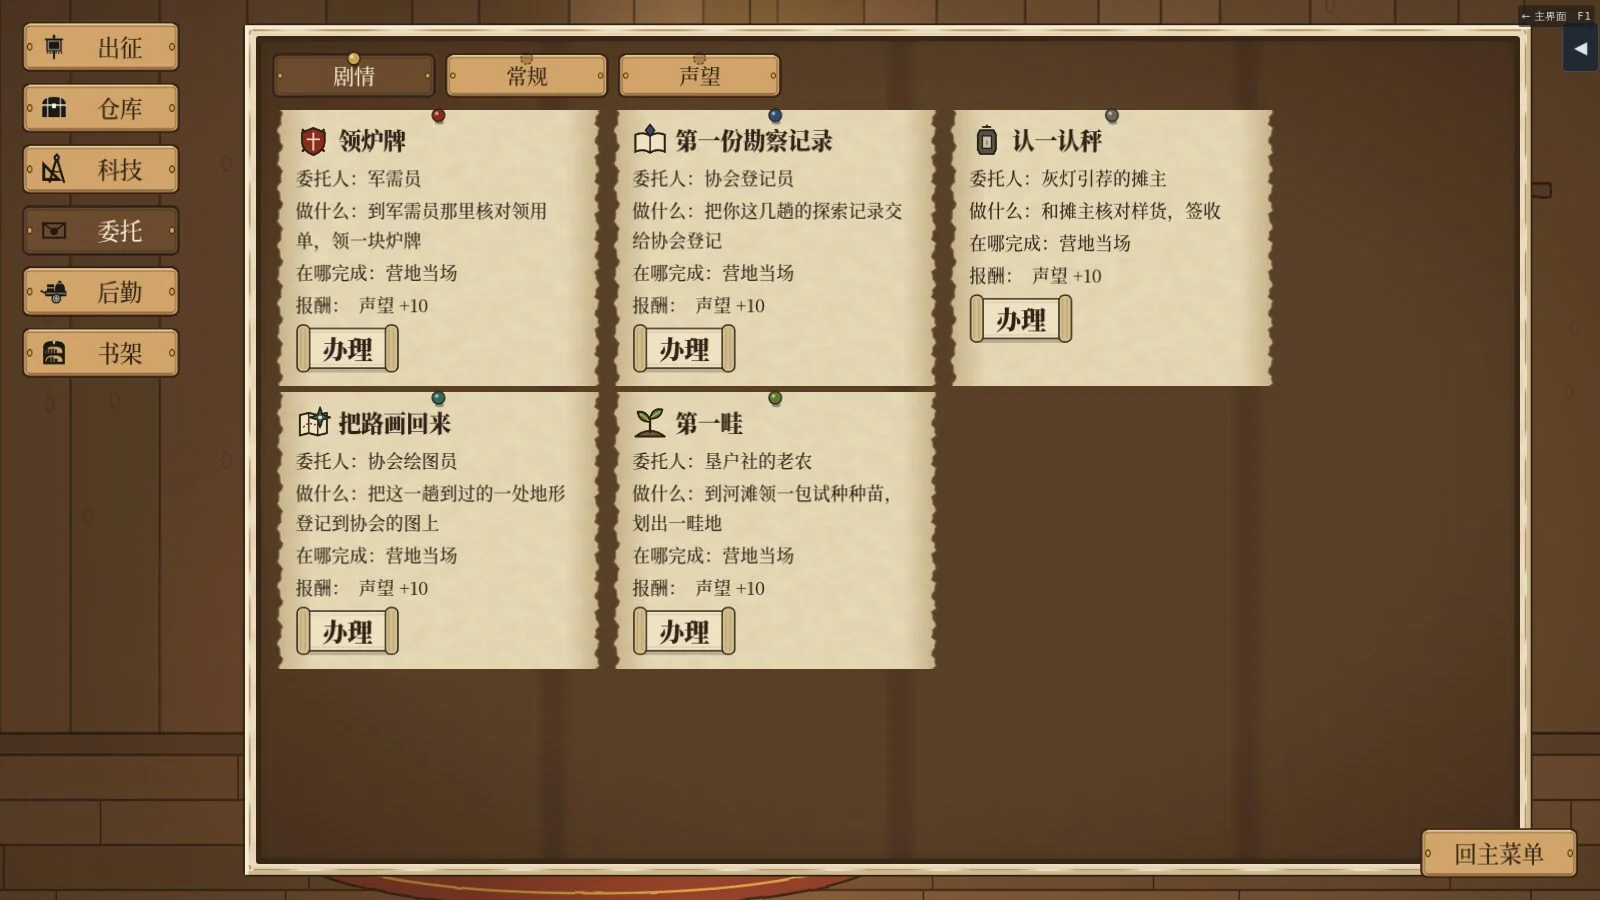 ← 主界面 F1
◀
出征
仓库
科技
委托
后勤
书架
剧情
常规
声望
领炉牌
委托人：军需员
做什么：到军需员那里核对领用
单，领一块炉牌
在哪完成：营地当场
报酬： 声望 +10
办理
第一份勘察记录
委托人：协会登记员
做什么：把你这几趟的探索记录交
给协会登记
在哪完成：营地当场
报酬： 声望 +10
办理
认一认秤
委托人：灰灯引荐的摊主
做什么：和摊主核对样货，签收
在哪完成：营地当场
报酬： 声望 +10
办理
把路画回来
委托人：协会绘图员
做什么：把这一趟到过的一处地形
登记到协会的图上
在哪完成：营地当场
报酬： 声望 +10
办理
第一畦
委托人：垦户社的老农
做什么：到河滩领一包试种种苗，
划出一畦地
在哪完成：营地当场
报酬： 声望 +10
办理
回主菜单